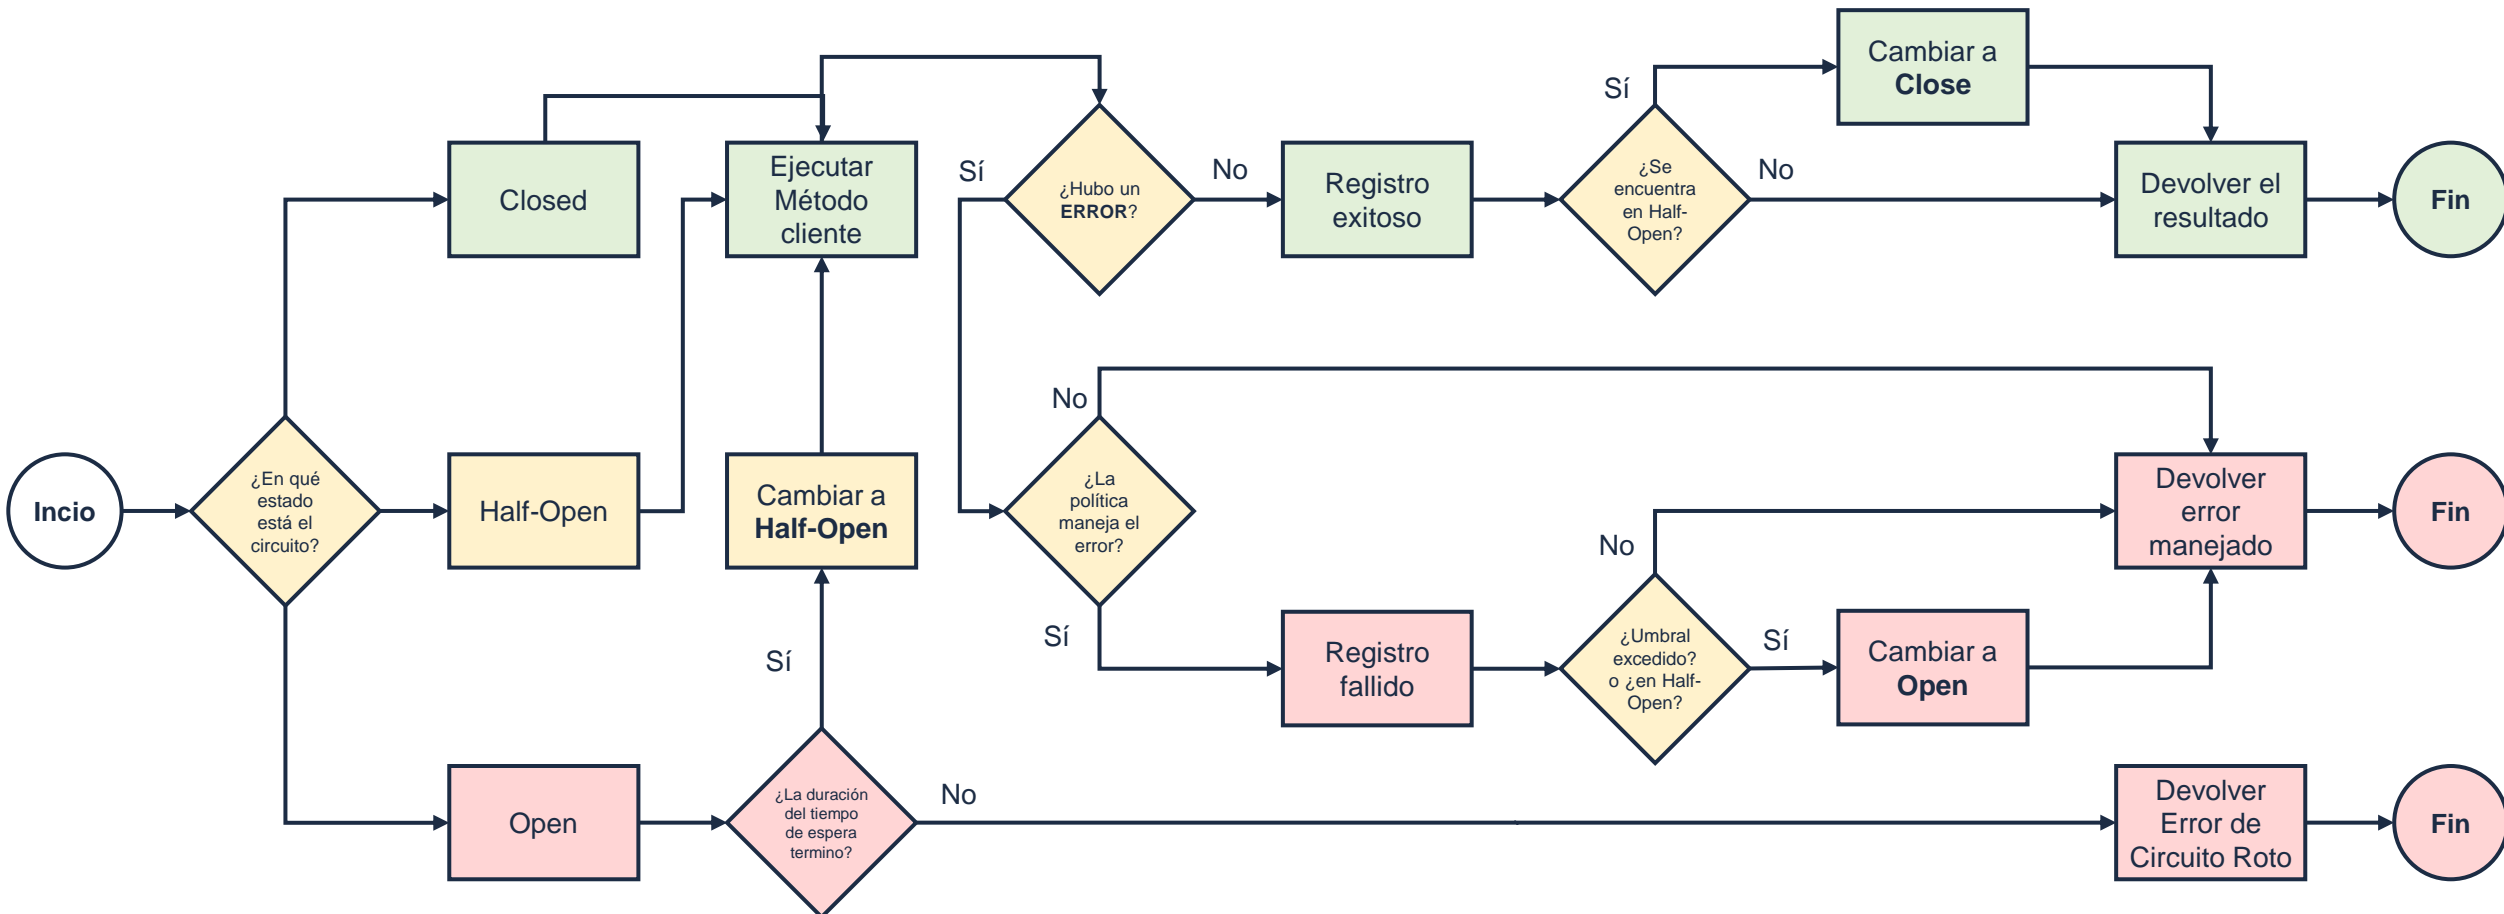 Cambiar a
Close
Sí
Closed
Ejecutar
Método
cliente
Sí
¿Hubo un
ERROR?
No
Registro
exitoso
¿Se
encuentra
en Half-
Open?
No
Devolver el
resultado
Fin
No
Incio
¿En qué
estado
está el
circuito?
Half-Open
Cambiar a
Half-Open
¿La
política
maneja el
error?
No
Devolver
error
manejado
Fin
Sí
Sí
Registro
fallido
¿Umbral
excedido?
o ¿en Half-
Open?
Sí
Cambiar a
Open
Open
¿La duración
del tiempo
de espera
termino?
No
Devolver
Error de
Circuito Roto
Fin